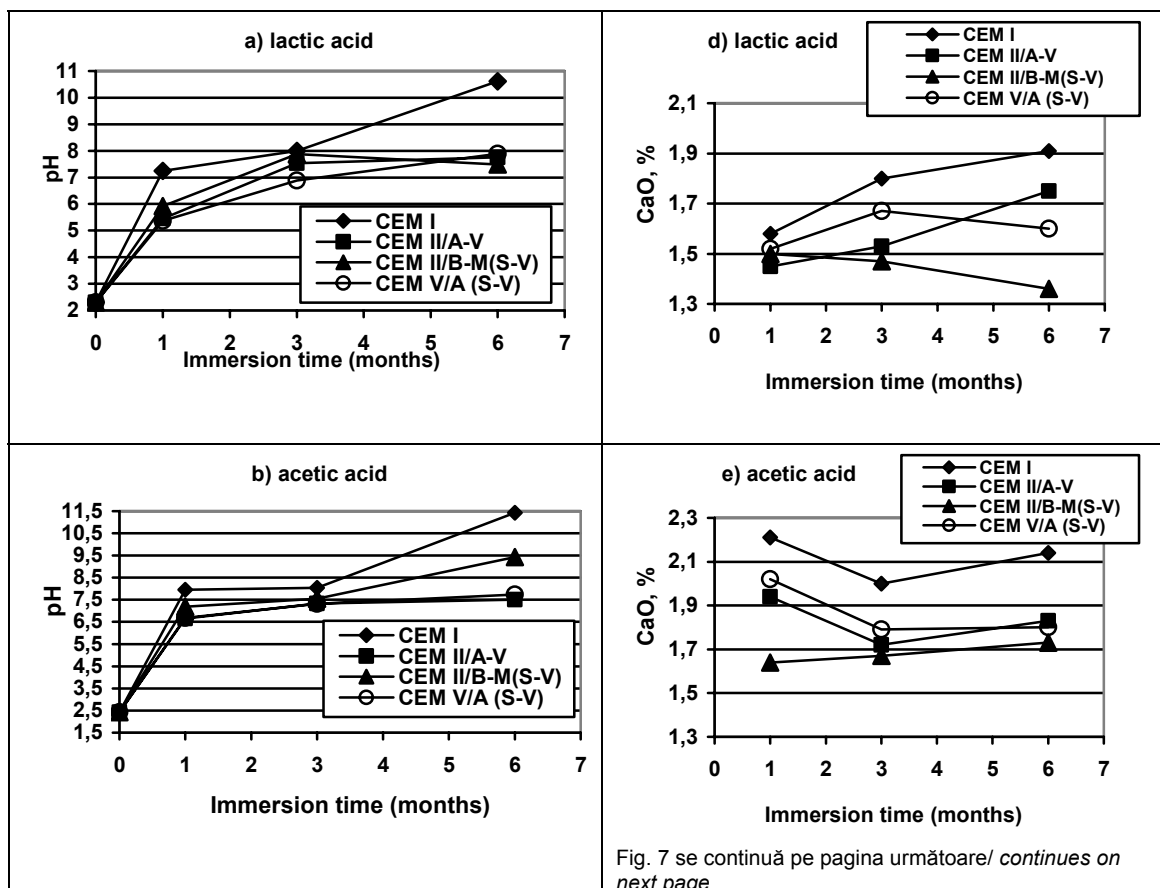 a) lactic acid
11
10
9
8
7
6
5
4
3
2
pH
0 1 2 3 4 5 6 7
Immersion time (months)
CEM I
CEM II/A-V
CEM II/B-M(S-V)
CEM V/A (S-V)
d) lactic acid
CEM I
CEM II/A-V
CEM II/B-M(S-V)
CEM V/A (S-V)
2,1
1,9
1,7
1,5
1,3
CaO, %
0 1 2 3 4 5 6 7
Immersion time (months)
b) acetic acid
11,5
10,5
9,5
8,5
7,5
6,5
5,5
4,5
3,5
2,5
1,5
pH
0 1 2 3 4 5 6 7
Immersion time (months)
CEM I
CEM II/A-V
CEM II/B-M(S-V)
CEM V/A (S-V)
e) acetic acid
CEM I
CEM II/A-V
CEM II/B-M(S-V)
CEM V/A (S-V)
2,3
2,1
1,9
1,7
1,5
1,3
CaO, %
0 1 2 3 4 5 6 7
Immersion time (months)
Fig. 7 se continuă pe pagina următoare/ continues on
next page